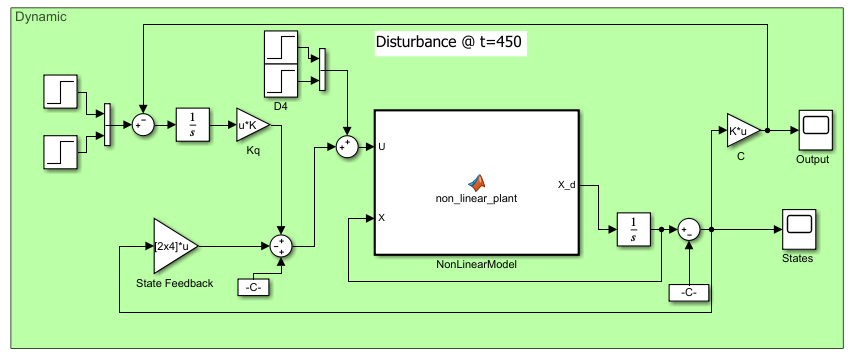 Dynamic
Disturbance @ t=450
D4
1
s
u*K
Kq
K*u
C
Output
U
X_d
non_linear_plant
X
1
s
States
[2x4]*u
State Feedback
NonLinearModel
-C-
-C-